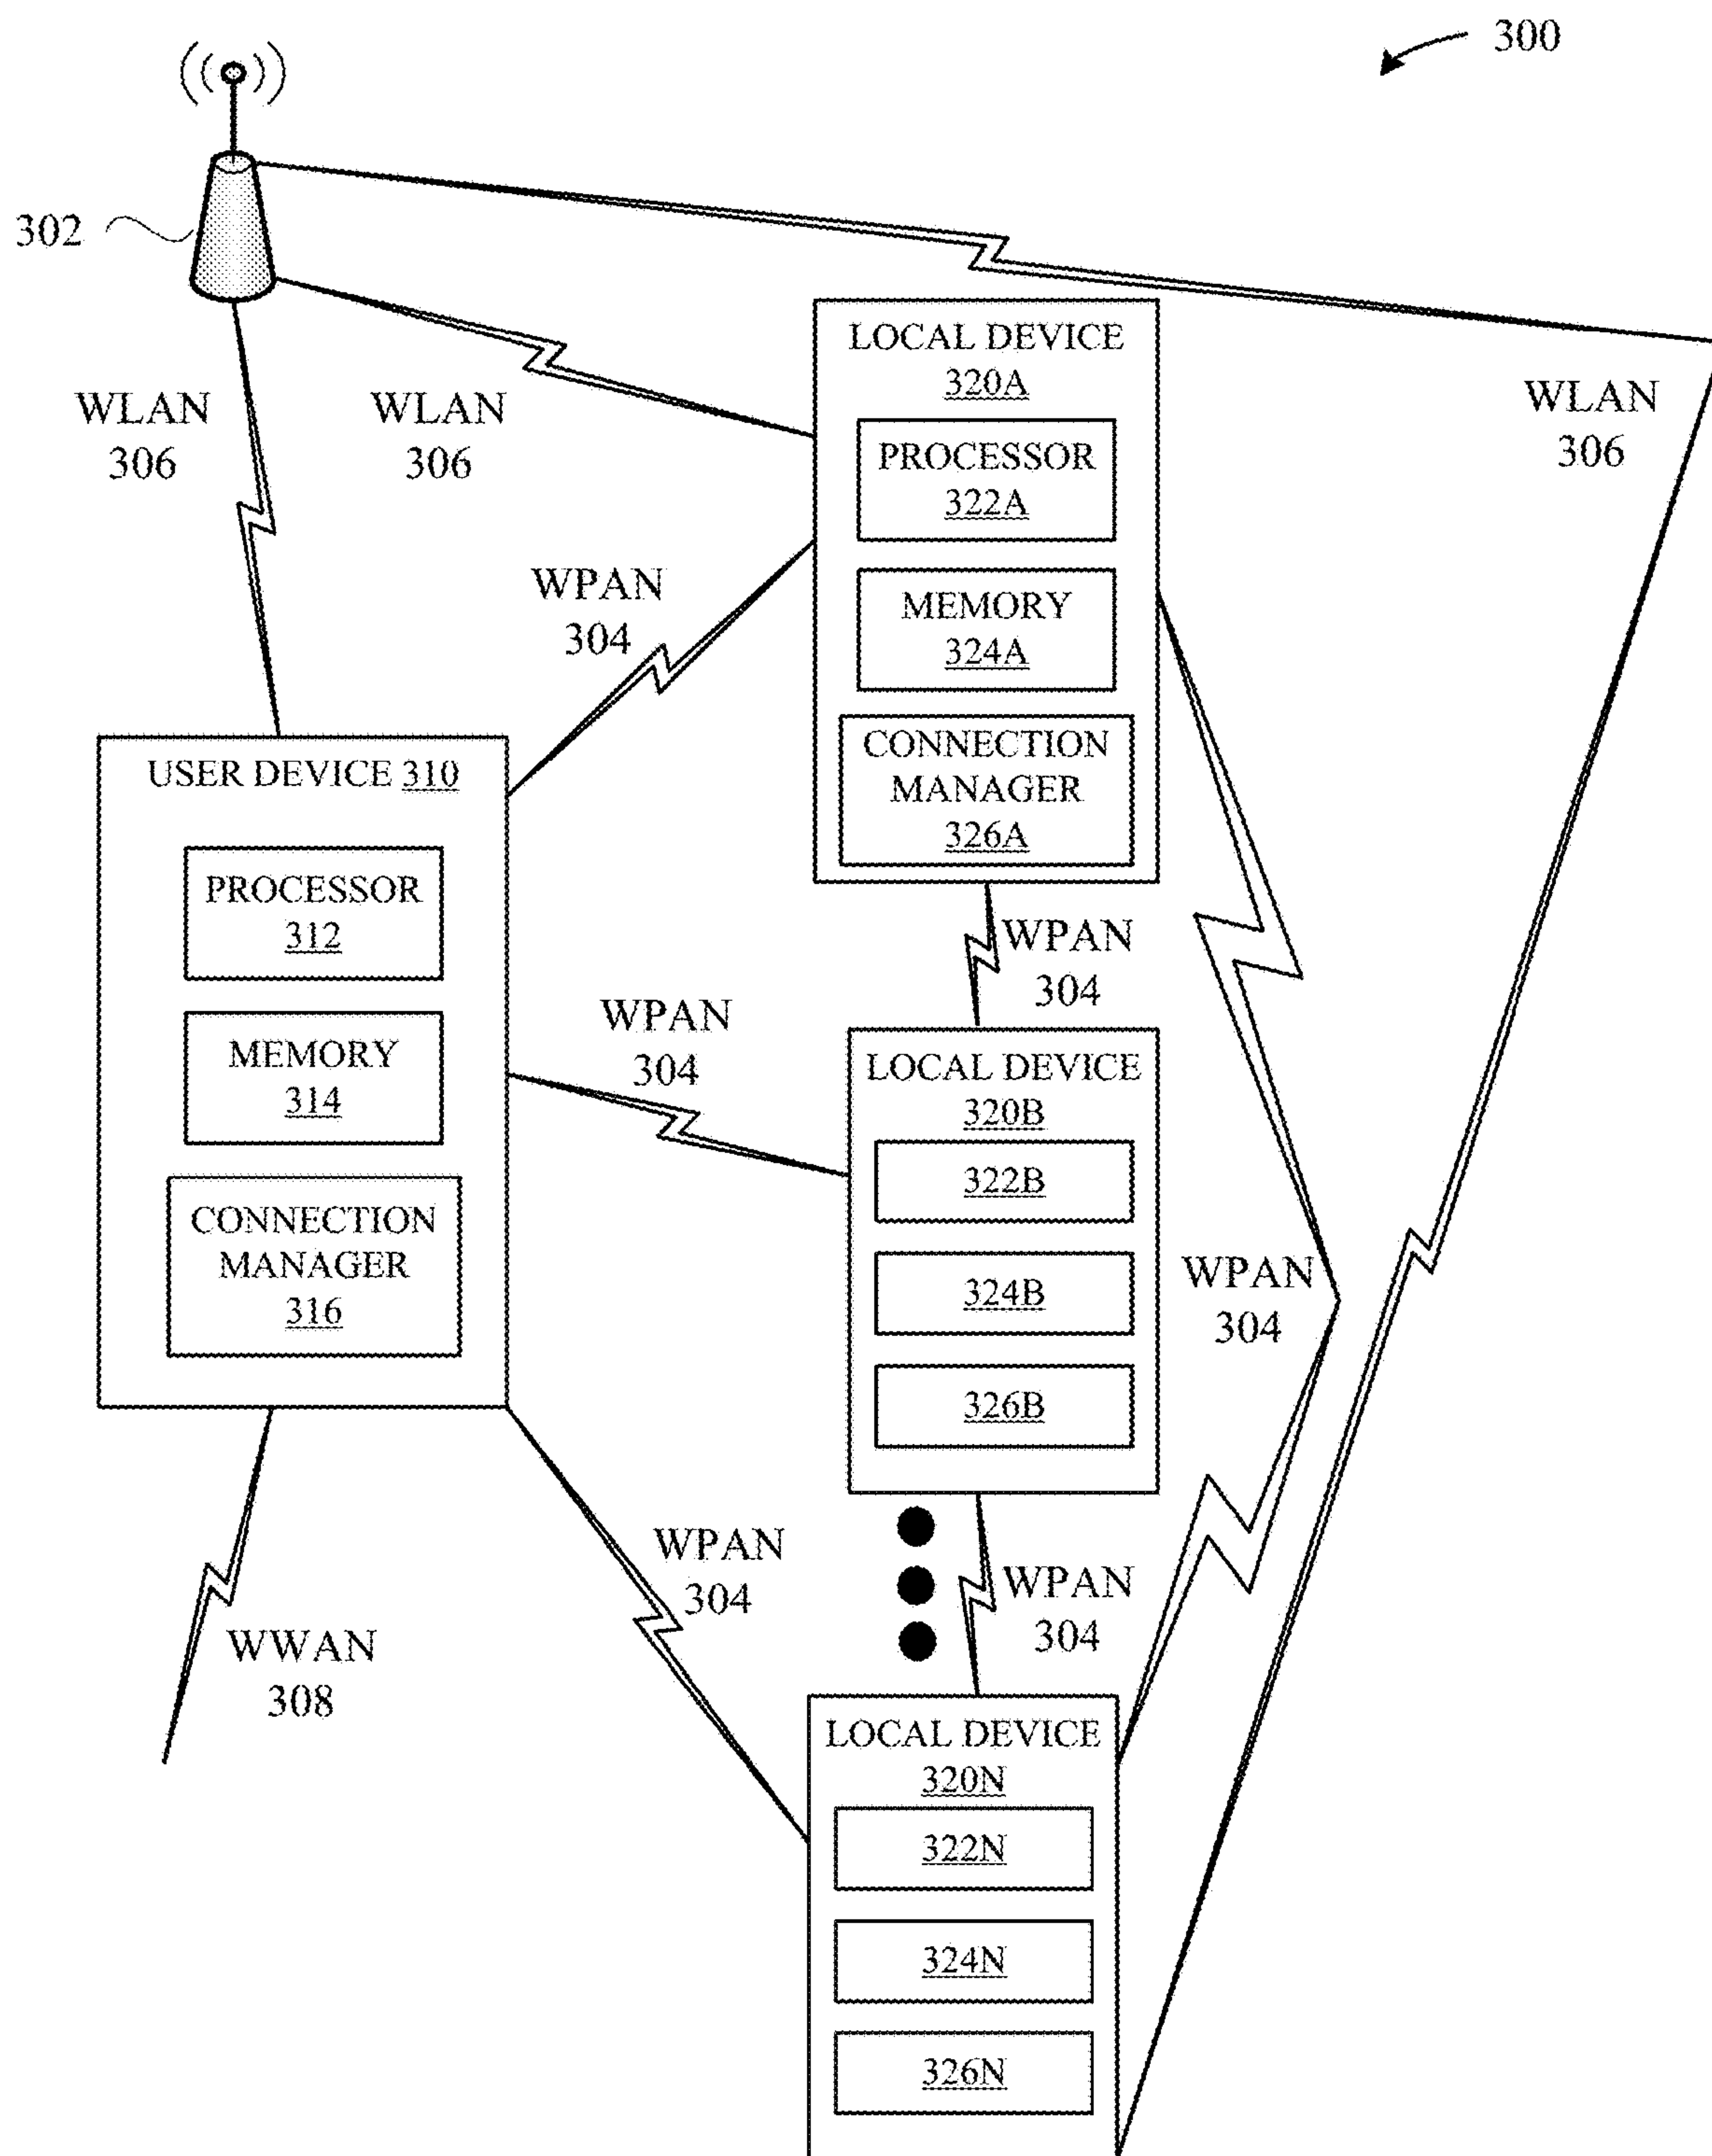 300
302
WLAN
306
WLAN
306
WLAN
306
LOCAL DEVICE
320A
PROCESSOR
322A
MEMORY
324A
CONNECTION
MANAGER
326A
WPAN
304
USER DEVICE 310
PROCESSOR
312
MEMORY
314
CONNECTION
MANAGER
316
WPAN
304
WPAN
304
LOCAL DEVICE
320B
322B
324B
326B
WPAN
304
WPAN
304
WPAN
304
WWAN
308
LOCAL DEVICE
320N
322N
324N
326N